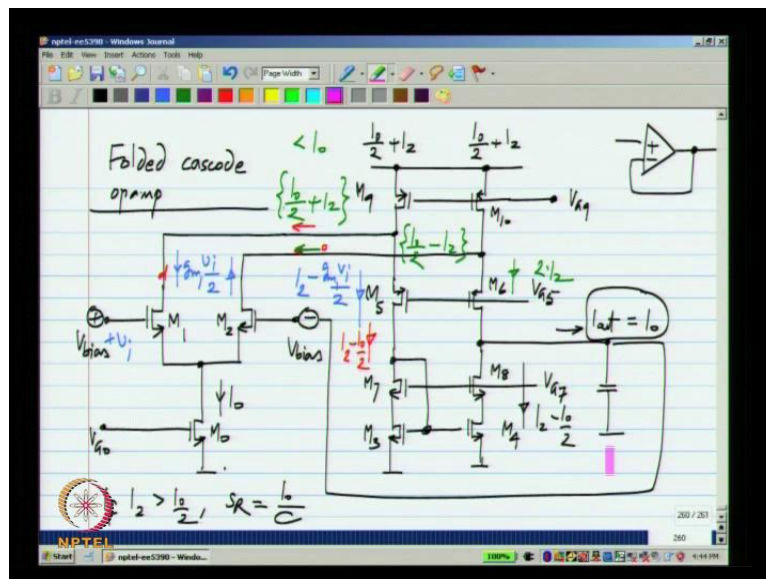 nptel-ee5390 - Windows Journal
File Edit View Insert Actions Tools Help
Page Width
Folded cascode
opamp
< I0
I0/2 + I2
I0/2 + I2
{I0/2 + I2}
{I0/2 - I2}
M9
M10
VG9
gm vi/2
I2 - gm vi/2
I2 - I0/2
M5
M6
VG5
2I2
Iout = I0
M1
M2
Vbias + vi
Vbias
I0
VG0
M0
M7
M8
VG7
I2 - I0/2
M3
M4
I2 > I0/2, SR = I0/C
NPTEL
260 / 261
260
Start
nptel-ee5390 - Windo...
100%
4:44 PM